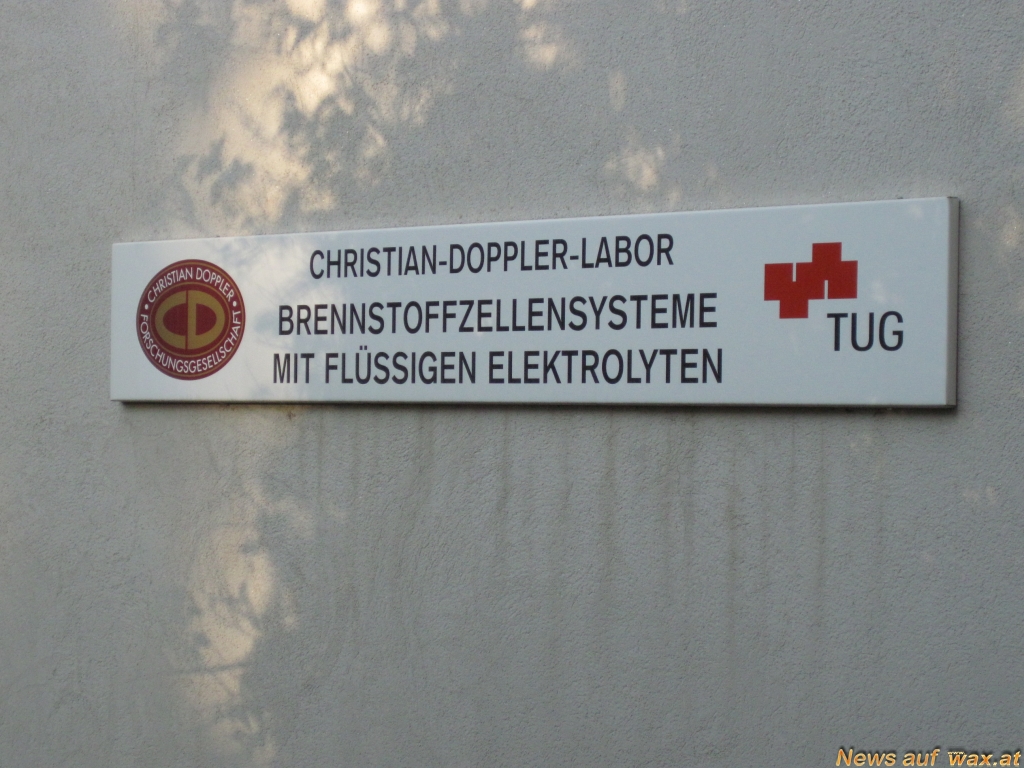 CHRISTIAN DOPPLER
FORSCHUNGSGESELLSCHAFT
CD
CHRISTIAN-DOPPLER-LABOR
BRENNSTOFFZELLENSYSTEME
MIT FLÜSSIGEN ELEKTROLYTEN
TUG
News auf wax.at